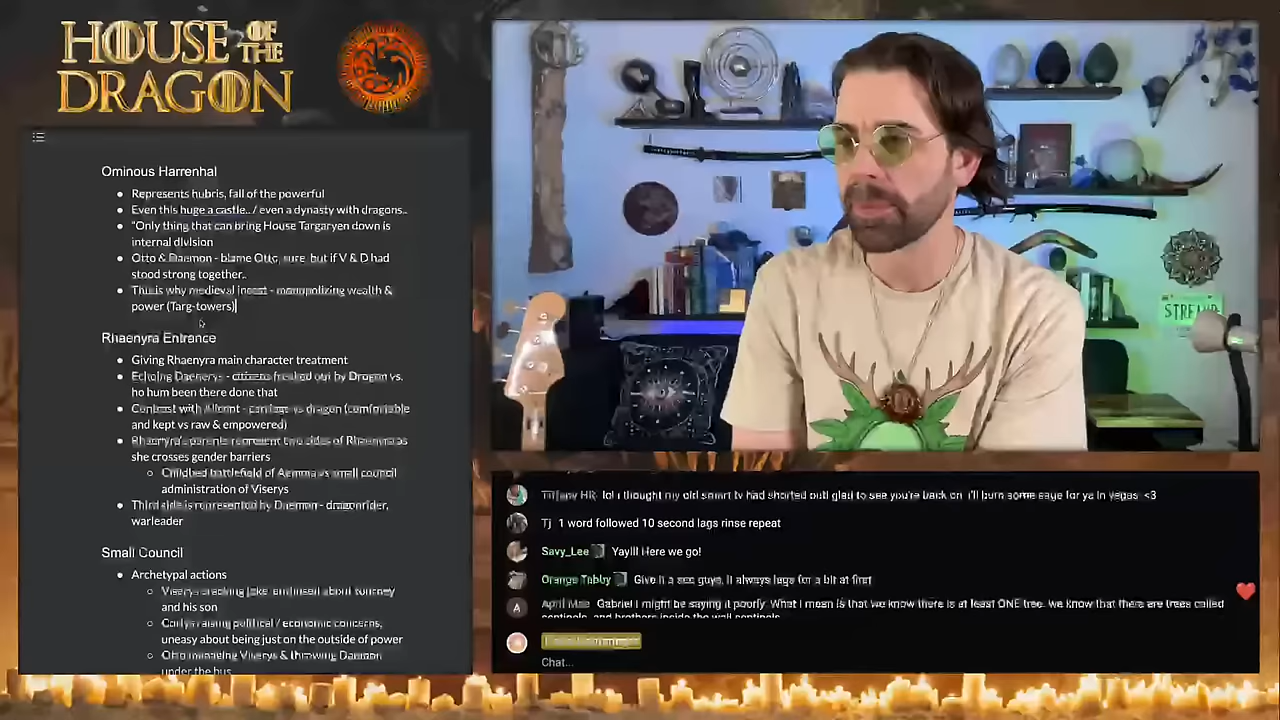 HOUSE OF THE
DRAGON
Ominous Harrenhal
Represents hubris, fall of the powerful
Even this huge a castle.. / even a dynasty with dragons..
"Only thing that can bring House Targaryen down is
internal division
Otto & Daemon - blame Otto, sure, but if V & D had
stood strong together..
This is why medieval incest - monopolizing wealth &
power (Targ-towers)
Rhaenyra Entrance
Giving Rhaenyra main character treatment
Echoing Daenerys - citizens freaked out by Dragon vs.
ho hum been there done that
Contrast with Alicent - carriage vs dragon (comfortable
and kept vs raw & empowered)
Rhaenyra's parents represent two sides of Rhaenyra as
she crosses gender barriers
Childbed battlefield of Aemma vs small council
administration of Viserys
Third side is represented by Daemon - dragonrider,
warleader
Small Council
Archetypal actions
Viserys cracking joke and
about tourney
and his son
Corlys raising political / economic concerns,
uneasy about being just on the outside of power
Otto managing Viserys & throwing Daemon
under the bus
STREAM
Tiffany HR lol i thought my old smart tv had shorted out! glad to see you're back on i'll burn some sage for ya in vegas <3
Tj 1 word followed 10 second lags rinse repeat
Savy_Lee Yay!!! Here we go!
Orange Tabby Give it a sec guys, it always lags for a bit at first
A April Mae Gabriel I might be saying it poorly. What I mean is that we know there is at least ONE tree. We know that there are trees called
sentinels, and brothers inside the wall sentinels
Chat...